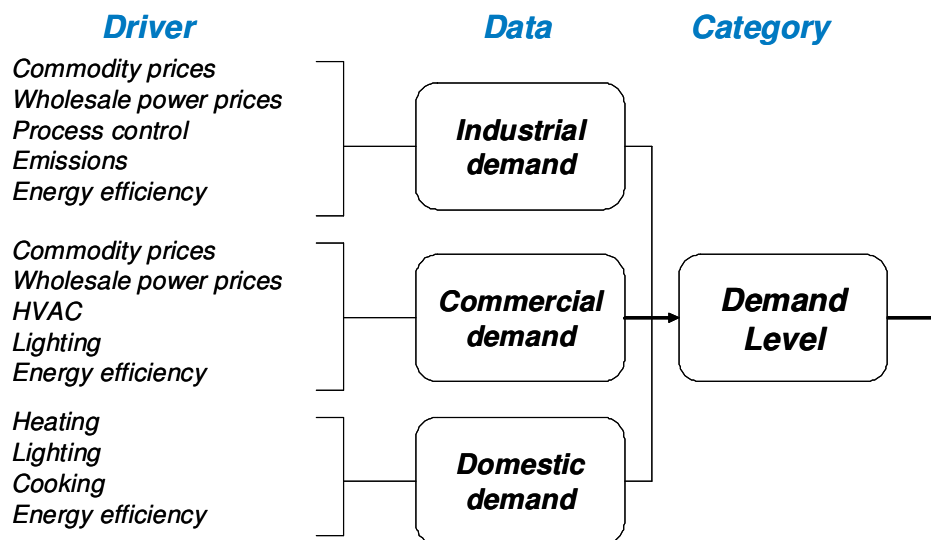 Driver
Data
Category
Commodity prices
Wholesale power prices
Process control
Emissions
Energy efficiency
Industrial
demand
Commodity prices
Wholesale power prices
HVAC
Lighting
Energy efficiency
Commercial
demand
Demand
Level
Heating
Lighting
Cooking
Energy efficiency
Domestic
demand